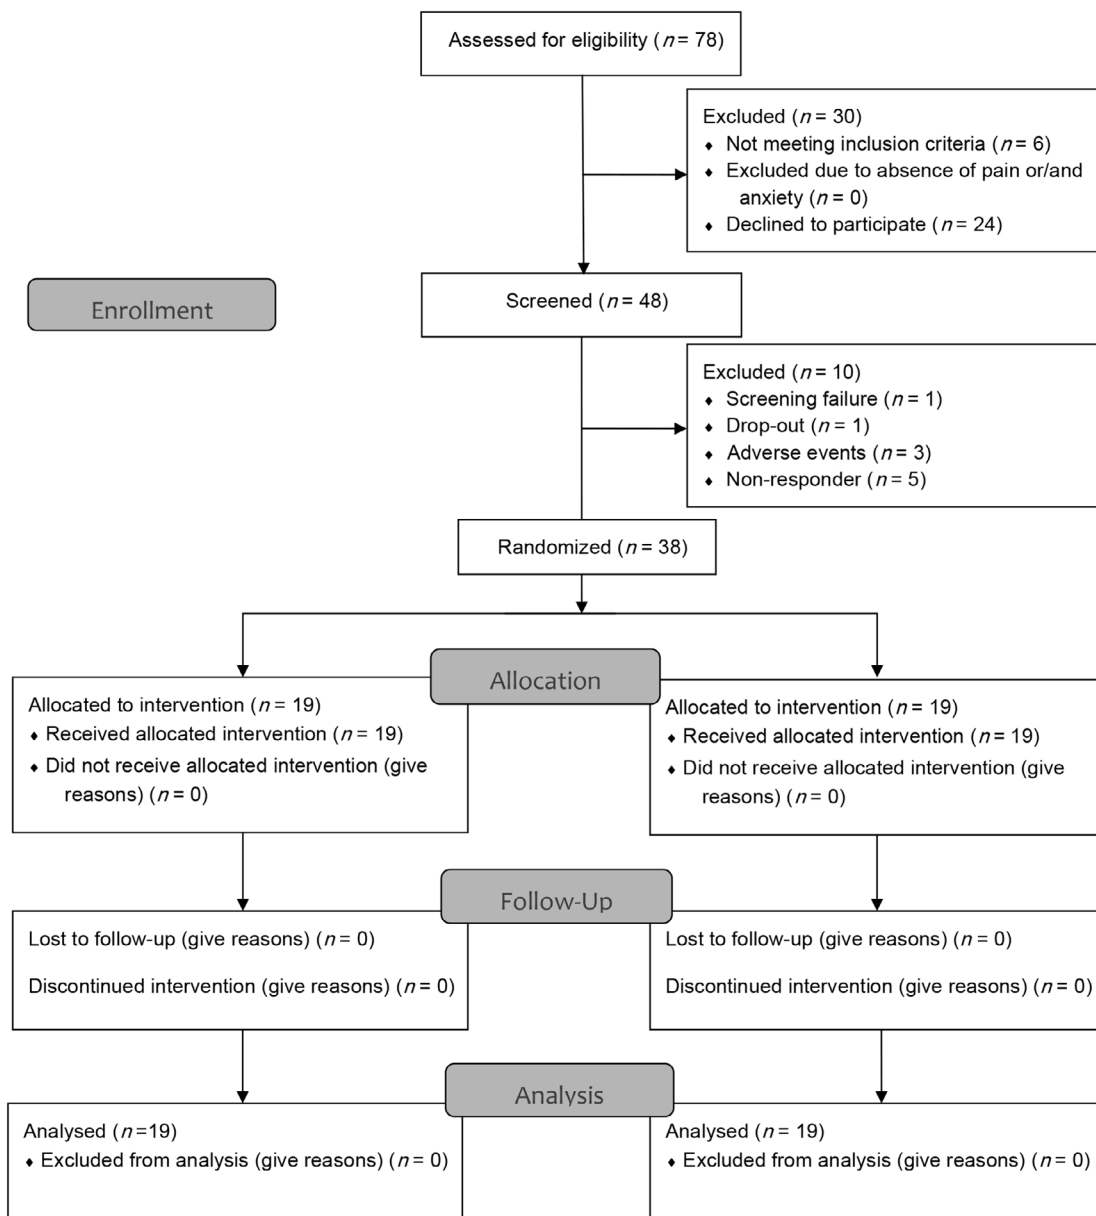 Assessed for eligibility (n = 78)
Excluded (n = 30)
⬧ Not meeting inclusion criteria (n = 6)
⬧ Excluded due to absence of pain or/and
anxiety (n = 0)
⬧ Declined to participate (n = 24)
Enrollment
Screened (n = 48)
Excluded (n = 10)
⬧ Screening failure (n = 1)
⬧ Drop-out (n = 1)
⬧ Adverse events (n = 3)
⬧ Non-responder (n = 5)
Randomized (n = 38)
Allocation
Allocated to intervention (n = 19)
⬧ Received allocated intervention (n = 19)
⬧ Did not receive allocated intervention (give
reasons) (n = 0)
Allocated to intervention (n = 19)
⬧ Received allocated intervention (n = 19)
⬧ Did not receive allocated intervention (give
reasons) (n = 0)
Follow-Up
Lost to follow-up (give reasons) (n = 0)
Discontinued intervention (give reasons) (n = 0)
Lost to follow-up (give reasons) (n = 0)
Discontinued intervention (give reasons) (n = 0)
Analysis
Analysed (n =19)
⬧ Excluded from analysis (give reasons) (n = 0)
Analysed (n = 19)
⬧ Excluded from analysis (give reasons) (n = 0)